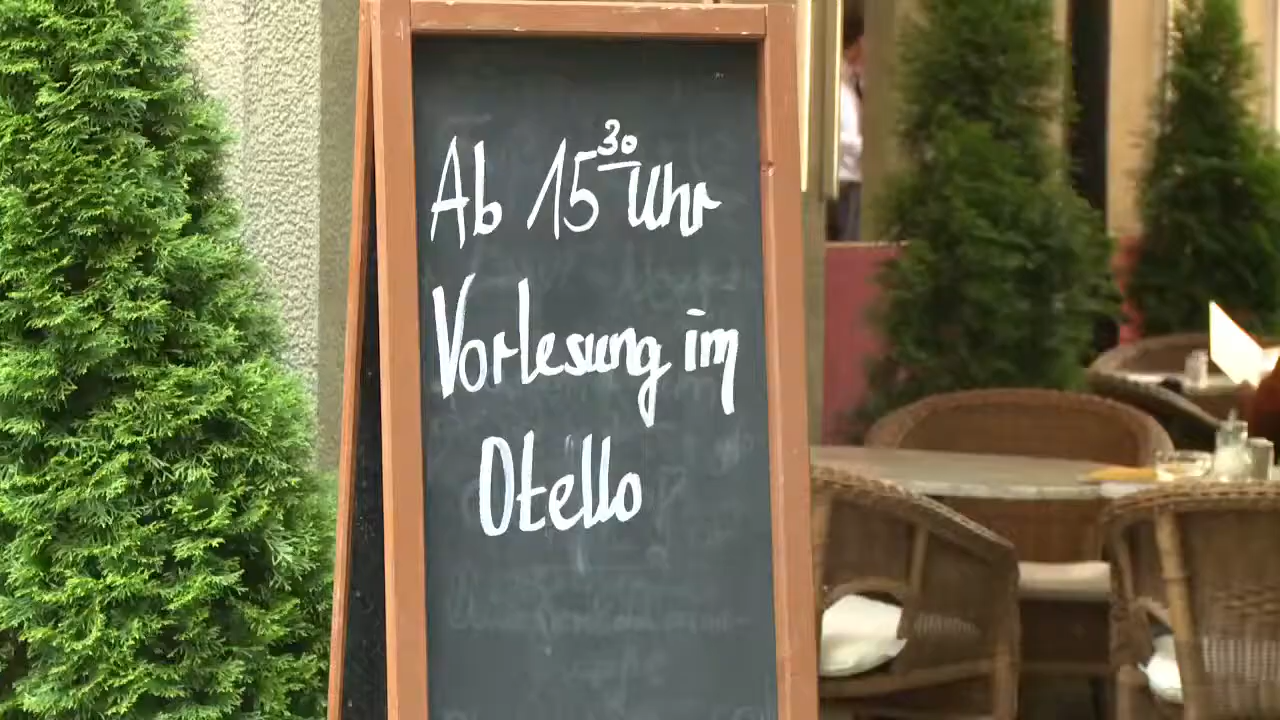 Ab 15³⁰ Uhr
Vorlesung im
Otello